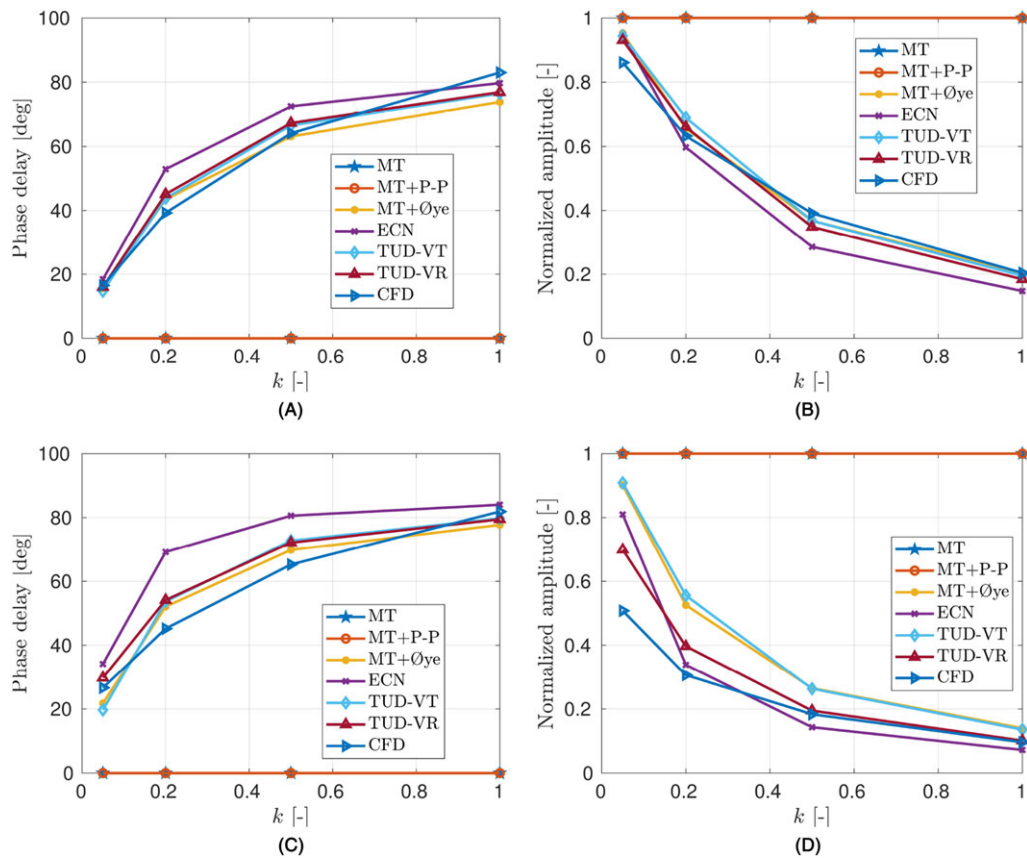 Phase delay [deg]
100
80
60
40
20
0
MT
MT+P-P
MT+Øye
ECN
TUD-VT
TUD-VR
CFD
0 0.2 0.4 0.6 0.8 1
k [-]
(A)
Normalized amplitude [-]
1
0.8
0.6
0.4
0.2
0
MT
MT+P-P
MT+Øye
ECN
TUD-VT
TUD-VR
CFD
0 0.2 0.4 0.6 0.8 1
k [-]
(B)
Phase delay [deg]
100
80
60
40
20
0
MT
MT+P-P
MT+Øye
ECN
TUD-VT
TUD-VR
CFD
0 0.2 0.4 0.6 0.8 1
k [-]
(C)
Normalized amplitude [-]
1
0.8
0.6
0.4
0.2
0
MT
MT+P-P
MT+Øye
ECN
TUD-VT
TUD-VR
CFD
0 0.2 0.4 0.6 0.8 1
k [-]
(D)